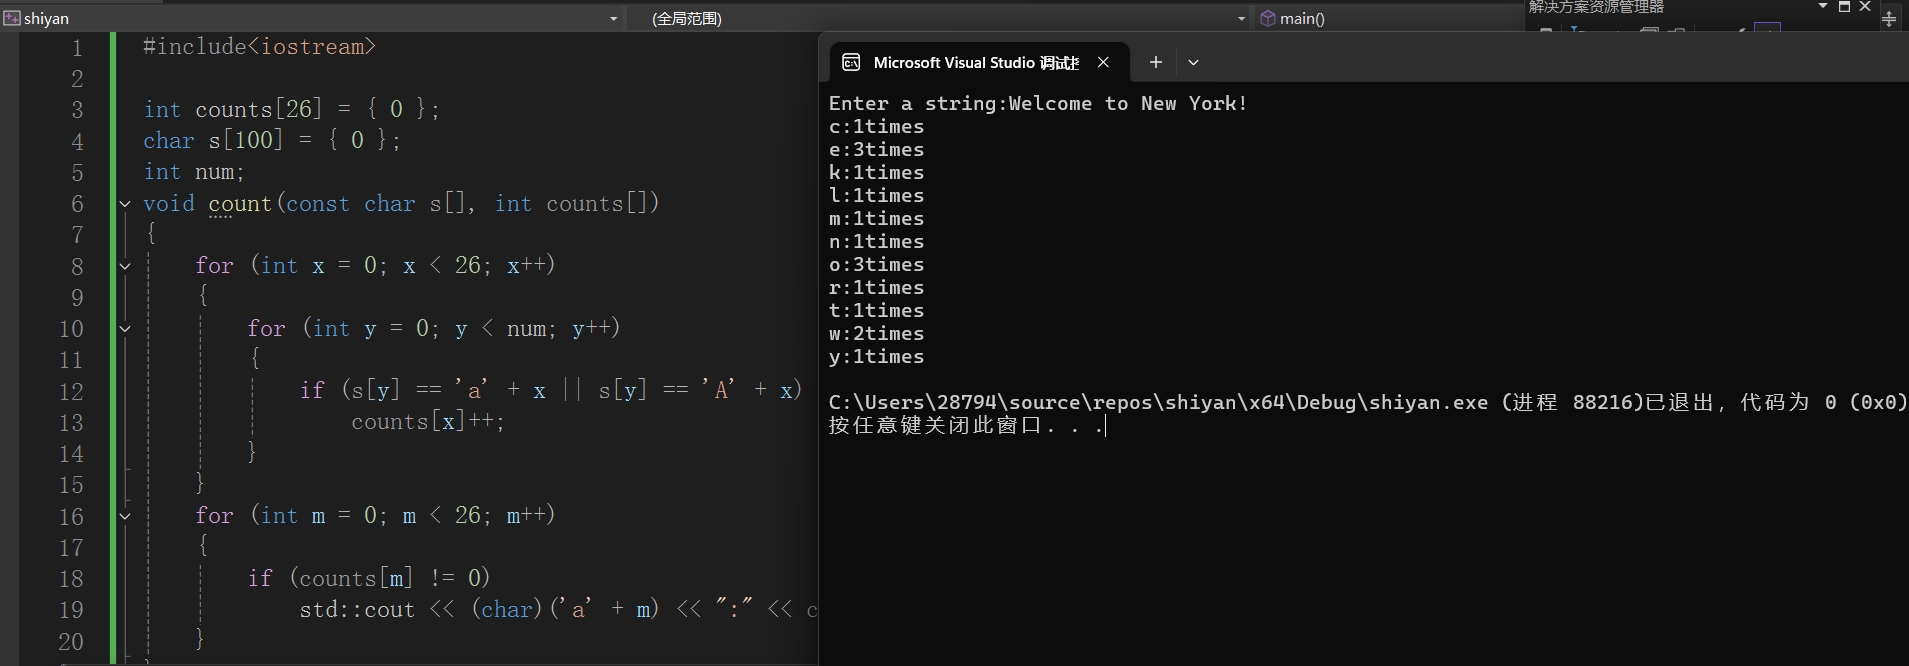 shiyan
(全局范围)
main()
解决方案资源管理器
1 #include<iostream>
2
3 int counts[26] = { 0 };
4 char s[100] = { 0 };
5 int num;
6 void count(const char s[], int counts[])
7 {
8 for (int x = 0; x < 26; x++)
9 {
10 for (int y = 0; y < num; y++)
11 {
12 if (s[y] == 'a' + x || s[y] == 'A' + x)
13 counts[x]++;
14 }
15 }
16 for (int m = 0; m < 26; m++)
17 {
18 if (counts[m] != 0)
19 std::cout << (char)('a' + m) << ":" << c
20 }
Microsoft Visual Studio 调试
Enter a string:Welcome to New York!
c:1times
e:3times
k:1times
l:1times
m:1times
n:1times
o:3times
r:1times
t:1times
w:2times
y:1times
C:\Users\28794\source\repos\shiyan\x64\Debug\shiyan.exe (进程 88216)已退出，代码为 0 (0x0)
按任意键关闭此窗口. . .